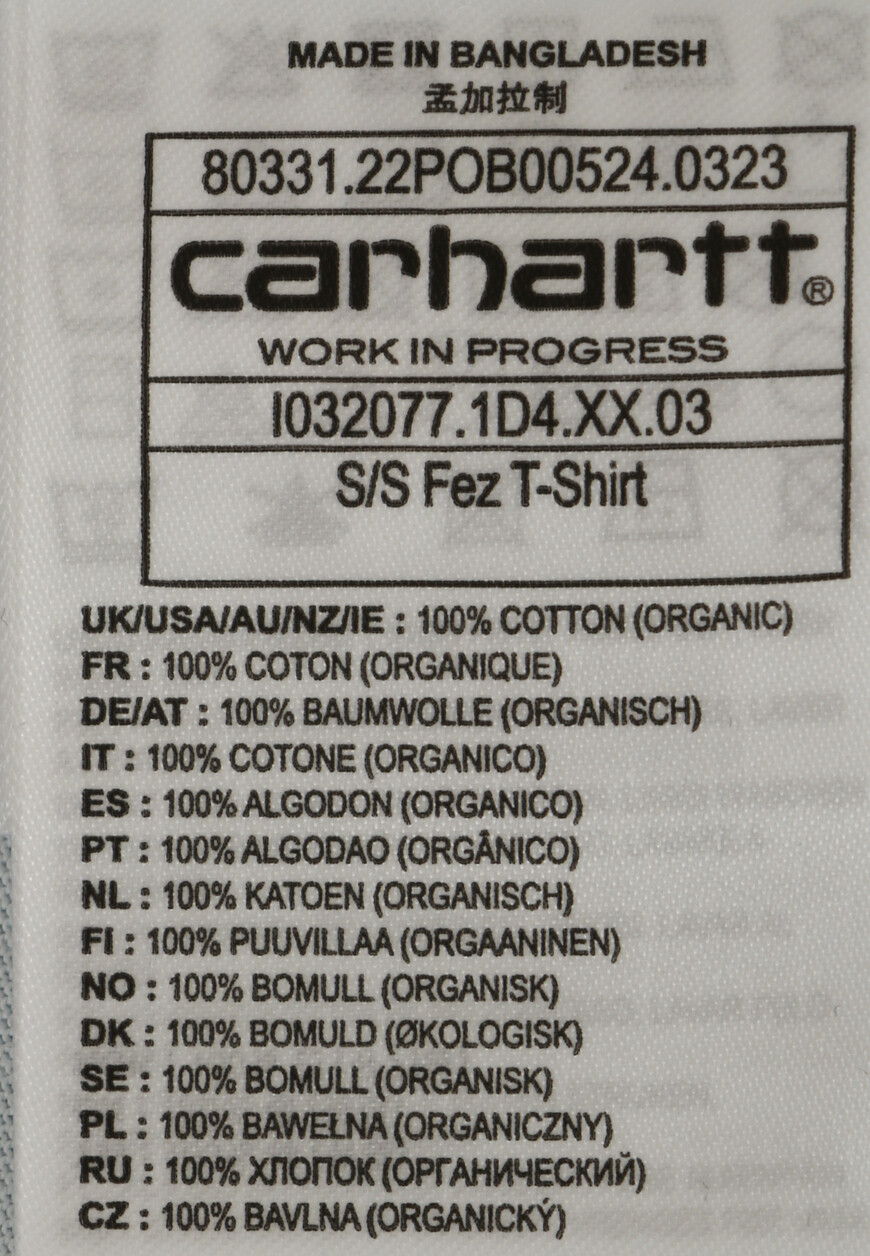 MADE IN BANGLADESH
孟加拉制
80331.22POB00524.0323
carhartt®
WORK IN PROGRESS
I032077.1D4.XX.03
S/S Fez T-Shirt
UK/USA/AU/NZ/IE : 100% COTTON (ORGANIC)
FR : 100% COTON (ORGANIQUE)
DE/AT : 100% BAUMWOLLE (ORGANISCH)
IT : 100% COTONE (ORGANICO)
ES : 100% ALGODON (ORGANICO)
PT : 100% ALGODAO (ORGÂNICO)
NL : 100% KATOEN (ORGANISCH)
FI : 100% PUUVILLAA (ORGAANINEN)
NO : 100% BOMULL (ORGANISK)
DK : 100% BOMULD (ØKOLOGISK)
SE : 100% BOMULL (ORGANISK)
PL : 100% BAWEŁNA (ORGANICZNY)
RU : 100% ХЛОПОК (ОРГАНИЧЕСКИЙ)
CZ : 100% BAVLNA (ORGANICKÝ)